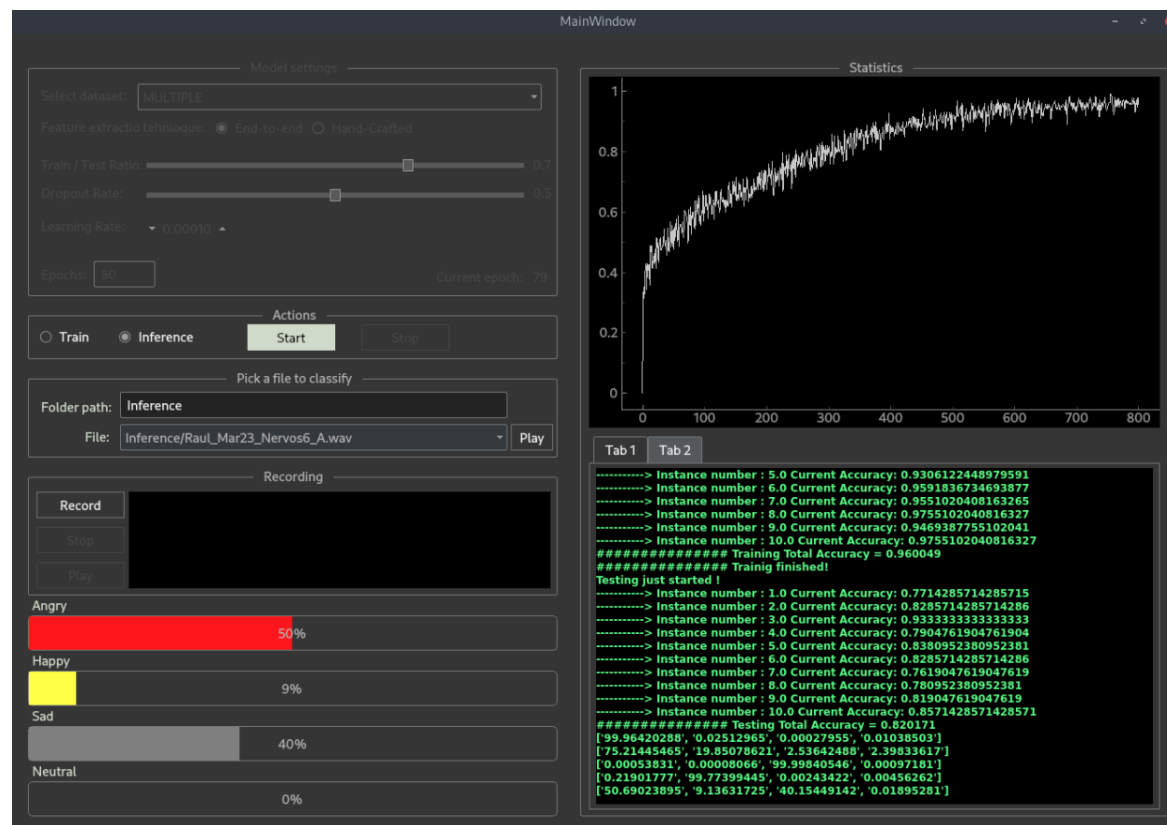 MainWindow
Model settings
Select dataset: MULTIPLE
Feature extractio tehnioque: End-to-end Hand-Crafted
Train / Test Ratio: 0.7
Dropout Rate: 0.5
Learning Rate: 0.00010
Epochs: 80 Current epoch: 79
Actions
Train Inference Start Stop
Pick a file to classify
Folder path: Inference
File: Inference/Raul_Mar23_Nervos6_A.wav Play
Recording
Record
Stop
Play
Angry
50%
Happy
9%
Sad
40%
Neutral
0%
Statistics
1
0.8
0.6
0.4
0.2
0
0 100 200 300 400 500 600 700 800
Tab 1 Tab 2
-----------> Instance number : 5.0 Current Accuracy: 0.9306122448979591
-----------> Instance number : 6.0 Current Accuracy: 0.9591836734693877
-----------> Instance number : 7.0 Current Accuracy: 0.9551020408163265
-----------> Instance number : 8.0 Current Accuracy: 0.9755102040816327
-----------> Instance number : 9.0 Current Accuracy: 0.9469387755102041
-----------> Instance number : 10.0 Current Accuracy: 0.9755102040816327
############### Training Total Accuracy = 0.960049
############### Trainig finished!
Testing just started !
-----------> Instance number : 1.0 Current Accuracy: 0.7714285714285715
-----------> Instance number : 2.0 Current Accuracy: 0.8285714285714286
-----------> Instance number : 3.0 Current Accuracy: 0.9333333333333333
-----------> Instance number : 4.0 Current Accuracy: 0.7904761904761904
-----------> Instance number : 5.0 Current Accuracy: 0.8380952380952381
-----------> Instance number : 6.0 Current Accuracy: 0.8285714285714286
-----------> Instance number : 7.0 Current Accuracy: 0.7619047619047619
-----------> Instance number : 8.0 Current Accuracy: 0.780952380952381
-----------> Instance number : 9.0 Current Accuracy: 0.819047619047619
-----------> Instance number : 10.0 Current Accuracy: 0.8571428571428571
############### Testing Total Accuracy = 0.820171
['99.96420288', '0.02512965', '0.00027955', '0.01038503']
['75.21445465', '19.85078621', '2.53642488', '2.39833617']
['0.00053831', '0.00008066', '99.99840546', '0.00097181']
['0.21901777', '99.77399445', '0.00243422', '0.00456262']
['50.69023895', '9.13631725', '40.15449142', '0.01895281']